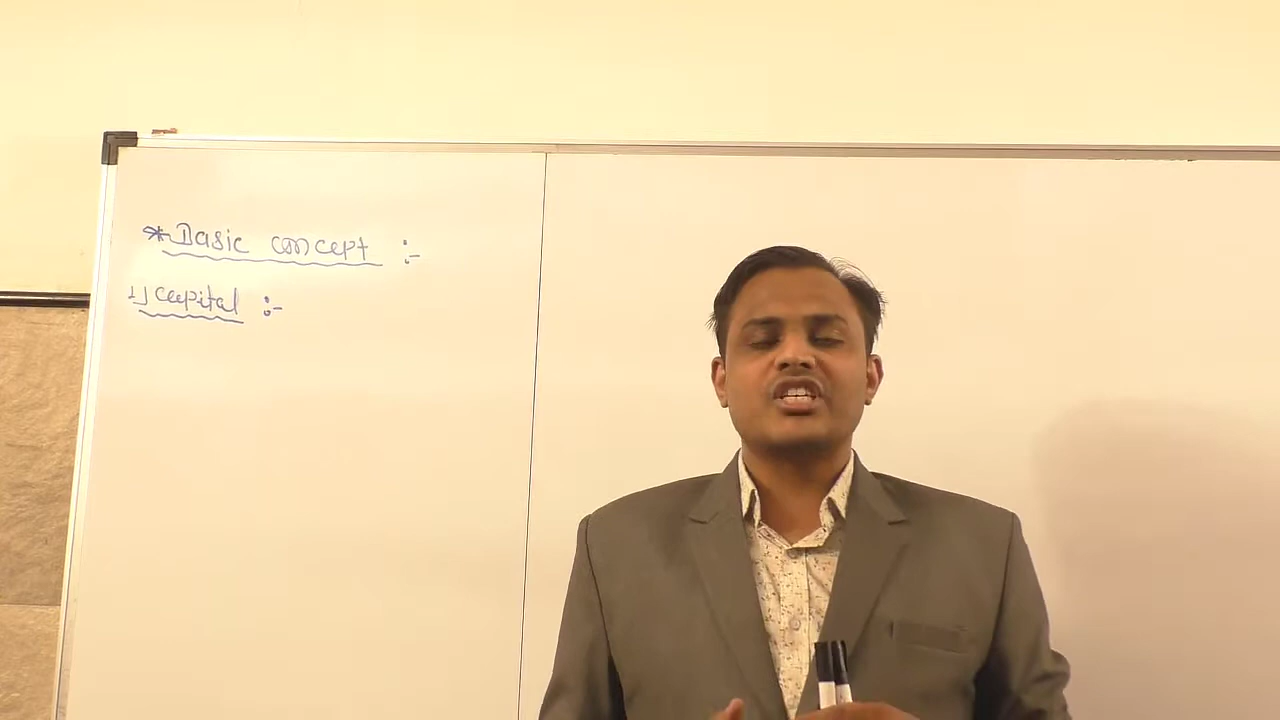 * Basic concept :-
1) Capital :-